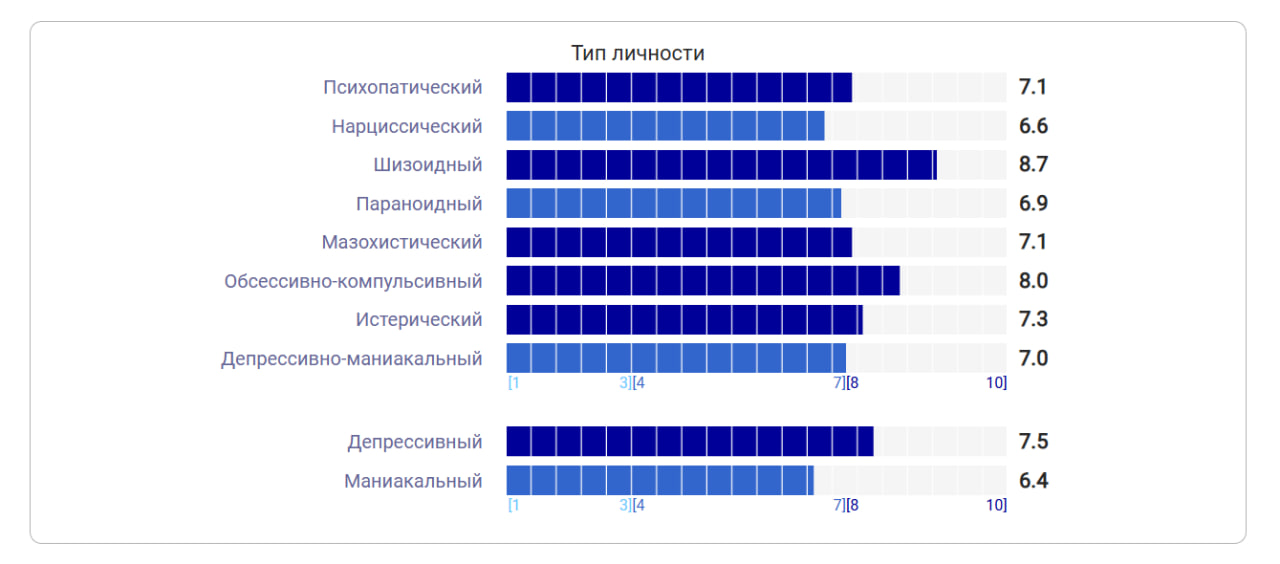 Тип личности
Психопатический 7.1
Нарциссический 6.6
Шизоидный 8.7
Параноидный 6.9
Мазохистический 7.1
Обсессивно-компульсивный 8.0
Истерический 7.3
Депрессивно-маниакальный 7.0
[1 3][4 7][8 10]
Депрессивный 7.5
Маниакальный 6.4
[1 3][4 7][8 10]